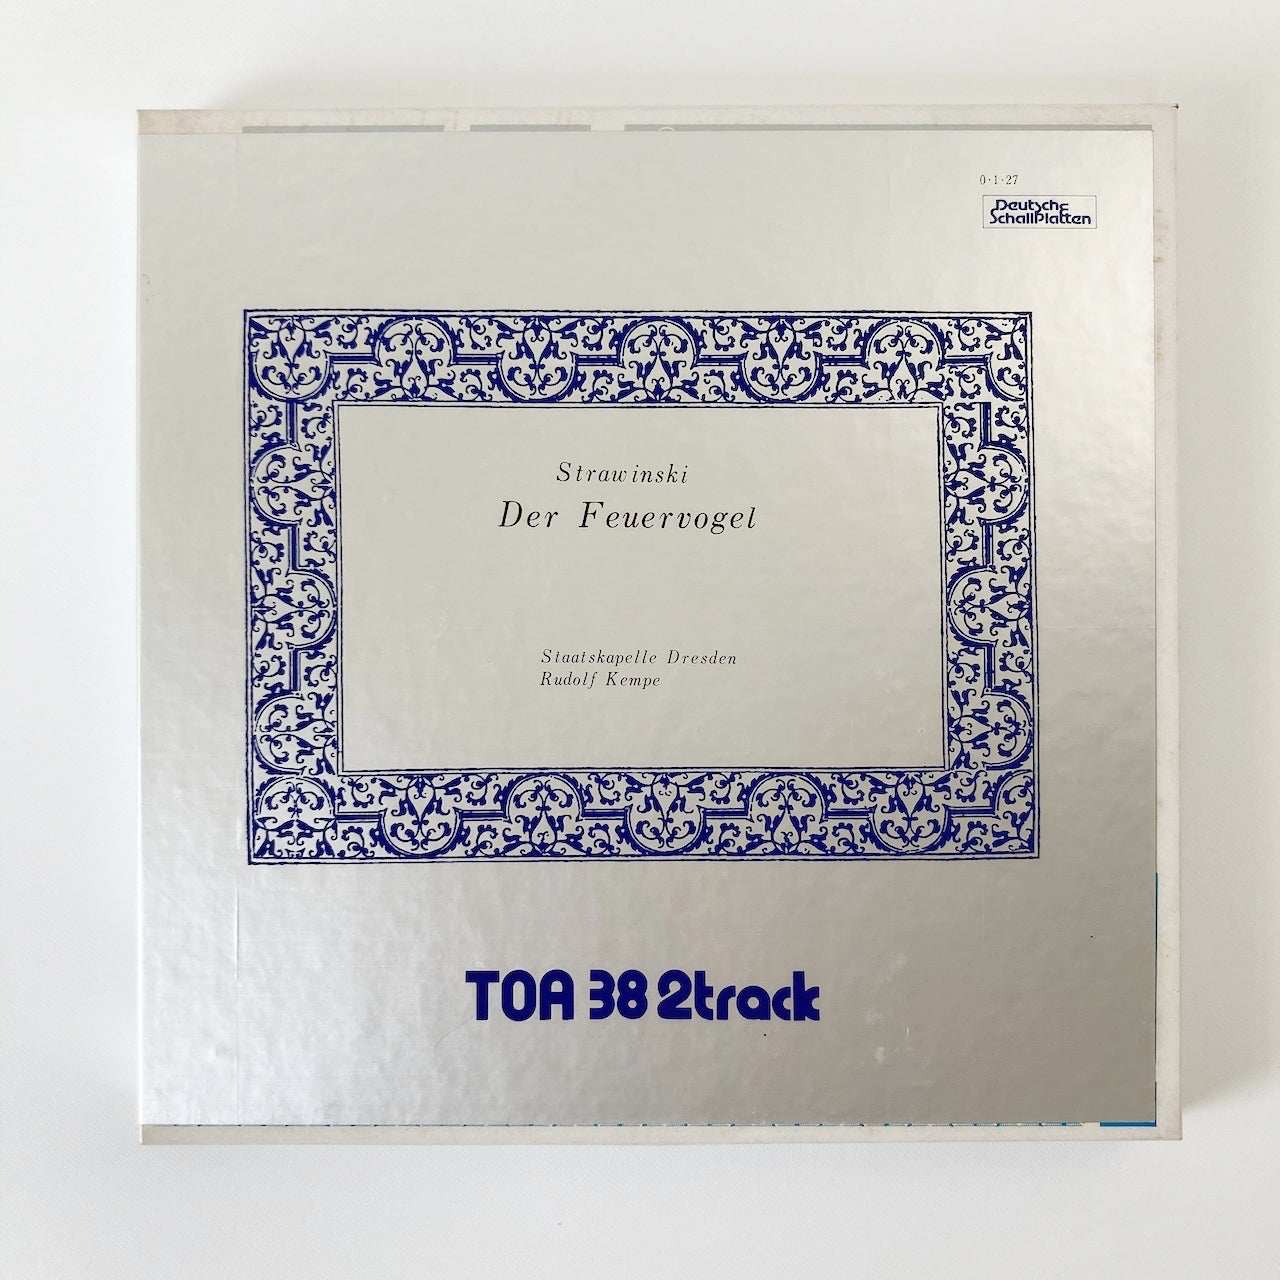 0·1·27
Deutsche
SchallPlatten
Strawinski
Der Feuervogel
Staatskapelle Dresden
Rudolf Kempe
TOA 38 2track